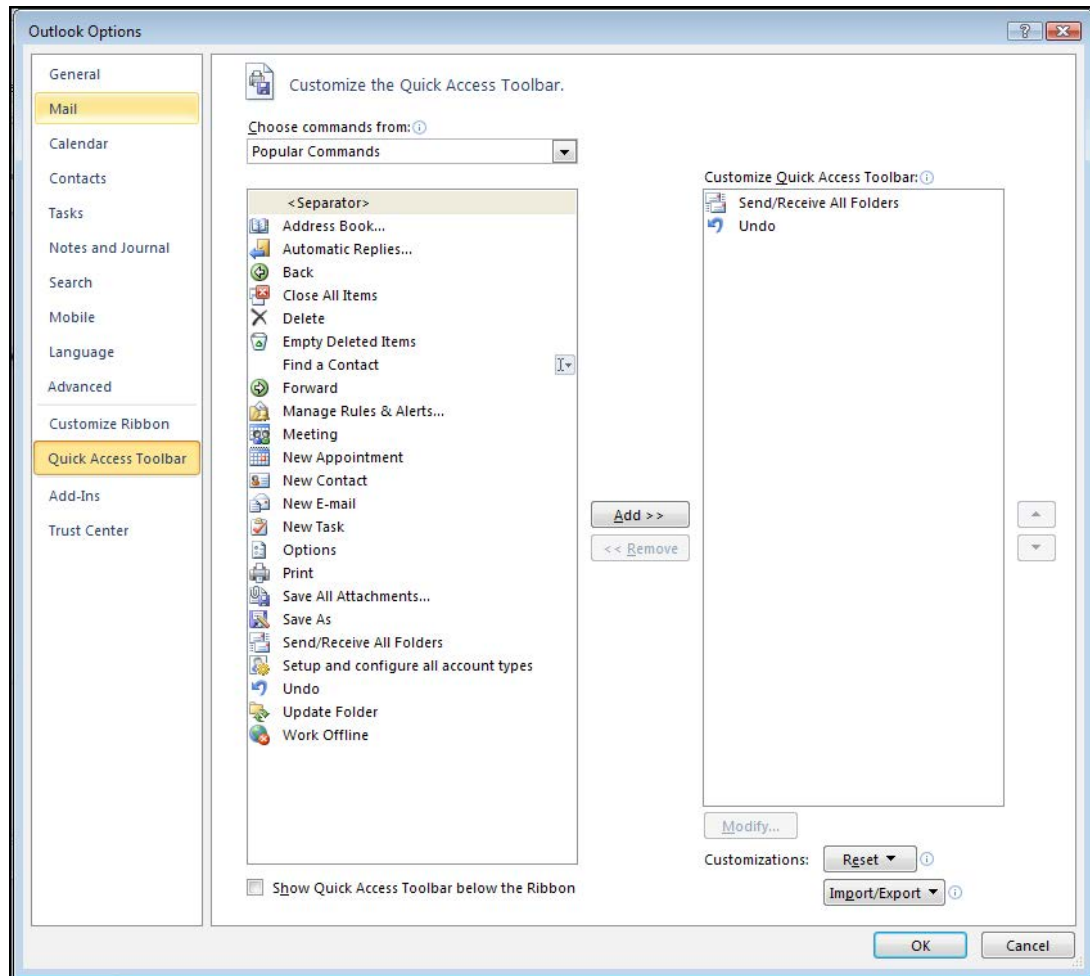 Outlook Options
General
Mail
Calendar
Contacts
Tasks
Notes and Journal
Search
Mobile
Language
Advanced
Customize Ribbon
Quick Access Toolbar
Add-Ins
Trust Center
Customize the Quick Access Toolbar.
Choose commands from:
Popular Commands
<Separator>
Address Book...
Automatic Replies...
Back
Close All Items
Delete
Empty Deleted Items
Find a Contact
Forward
Manage Rules & Alerts...
Meeting
New Appointment
New Contact
New E-mail
New Task
Options
Print
Save All Attachments...
Save As
Send/Receive All Folders
Setup and configure all account types
Undo
Update Folder
Work Offline
Show Quick Access Toolbar below the Ribbon
Add >>
<< Remove
Customize Quick Access Toolbar:
Send/Receive All Folders
Undo
Modify...
Customizations: Reset
Import/Export
OK Cancel